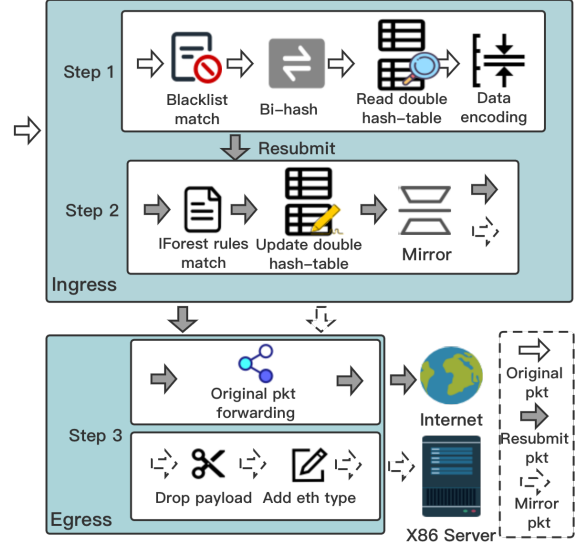 Step 1
Blacklist
match
Bi-hash
Read double
hash-table
Data
encoding
Resubmit
Step 2
IForest rules
match
Update double
hash-table
Mirror
Ingress
Step 3
Original pkt
forwarding
Drop payload
Add eth type
Egress
Internet
X86 Server
Original
pkt
Resubmit
pkt
Mirror
pkt